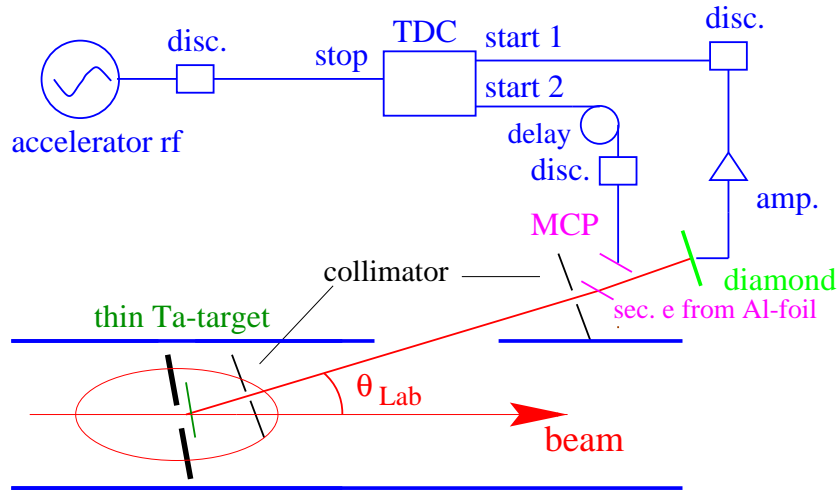 disc.
TDC
start 1
disc.
stop
start 2
accelerator rf
delay
disc.
amp.
MCP
collimator
diamond
thin Ta-target
sec. e from Al-foil
θ Lab
beam